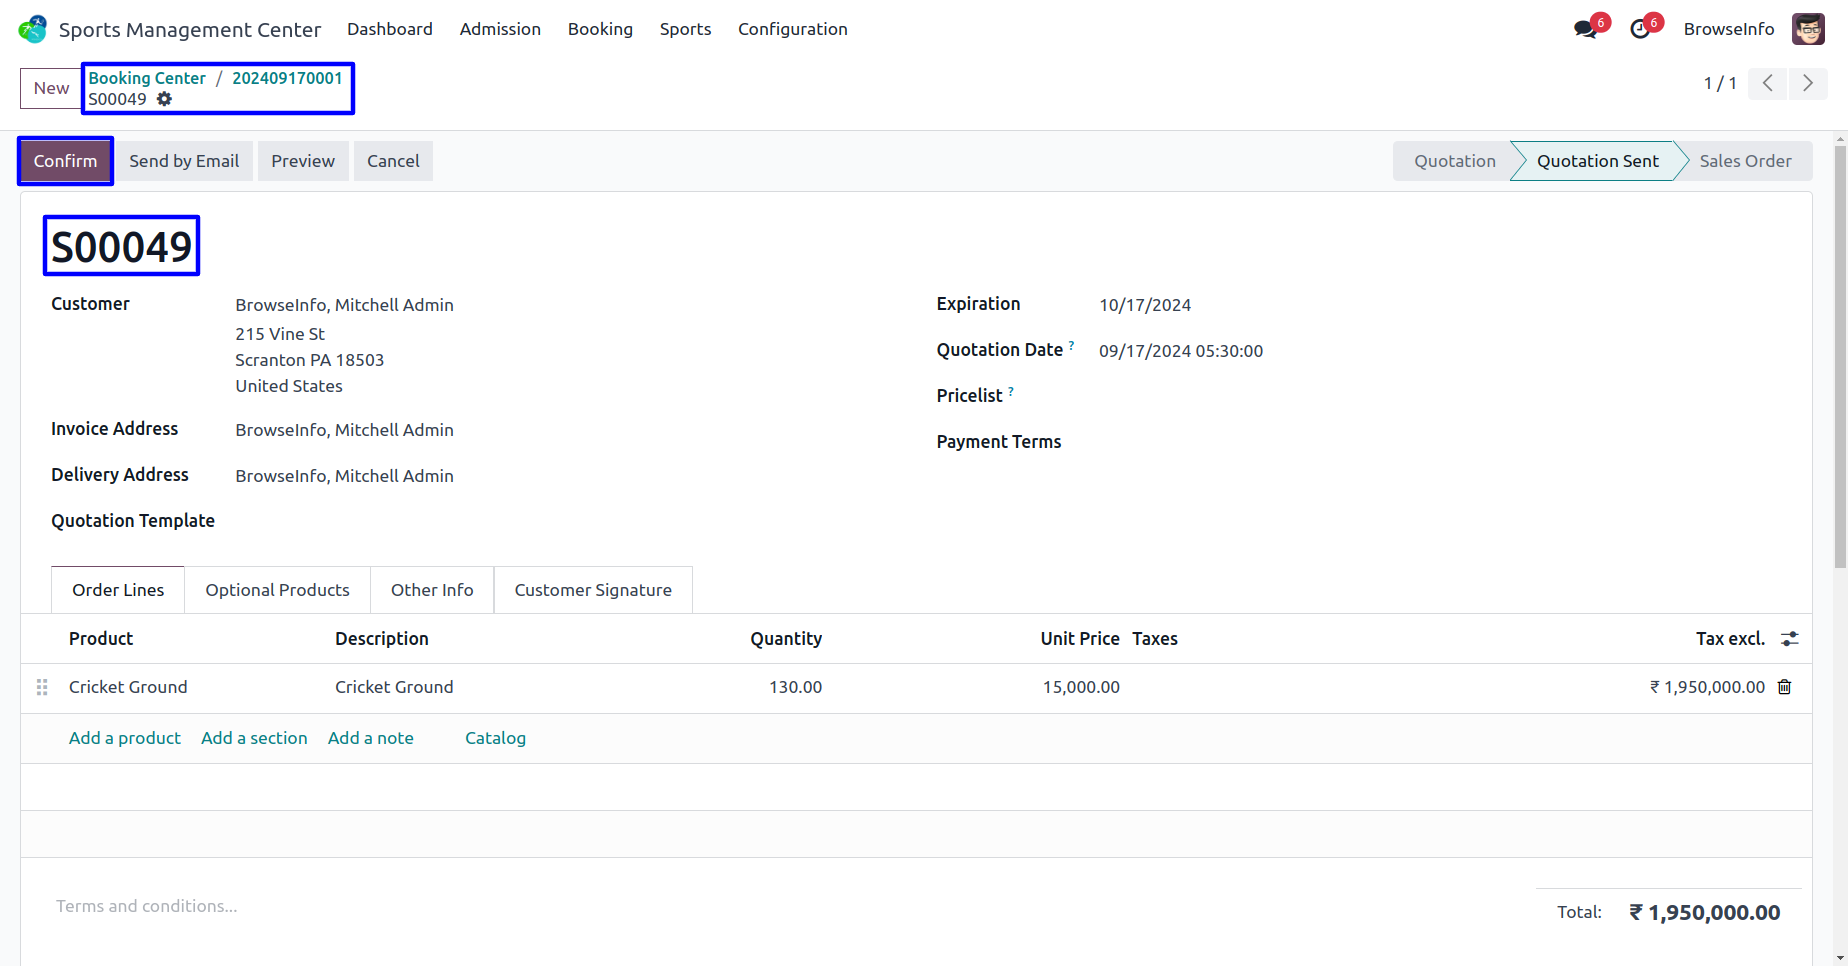 Sports Management Center Dashboard Admission Booking Sports Configuration 6 6 BrowseInfo
New Booking Center / 202409170001 1 / 1
S00049
Confirm Send by Email Preview Cancel Quotation Quotation Sent Sales Order
S00049
Customer BrowseInfo, Mitchell Admin Expiration 10/17/2024
215 Vine St
Scranton PA 18503
United States
Quotation Date ? 09/17/2024 05:30:00
Pricelist ?
Invoice Address BrowseInfo, Mitchell Admin Payment Terms
Delivery Address BrowseInfo, Mitchell Admin
Quotation Template
Order Lines Optional Products Other Info Customer Signature
Product Description Quantity Unit Price Taxes Tax excl.
Cricket Ground Cricket Ground 130.00 15,000.00 ₹ 1,950,000.00
Add a product Add a section Add a note Catalog
Terms and conditions... Total: ₹ 1,950,000.00